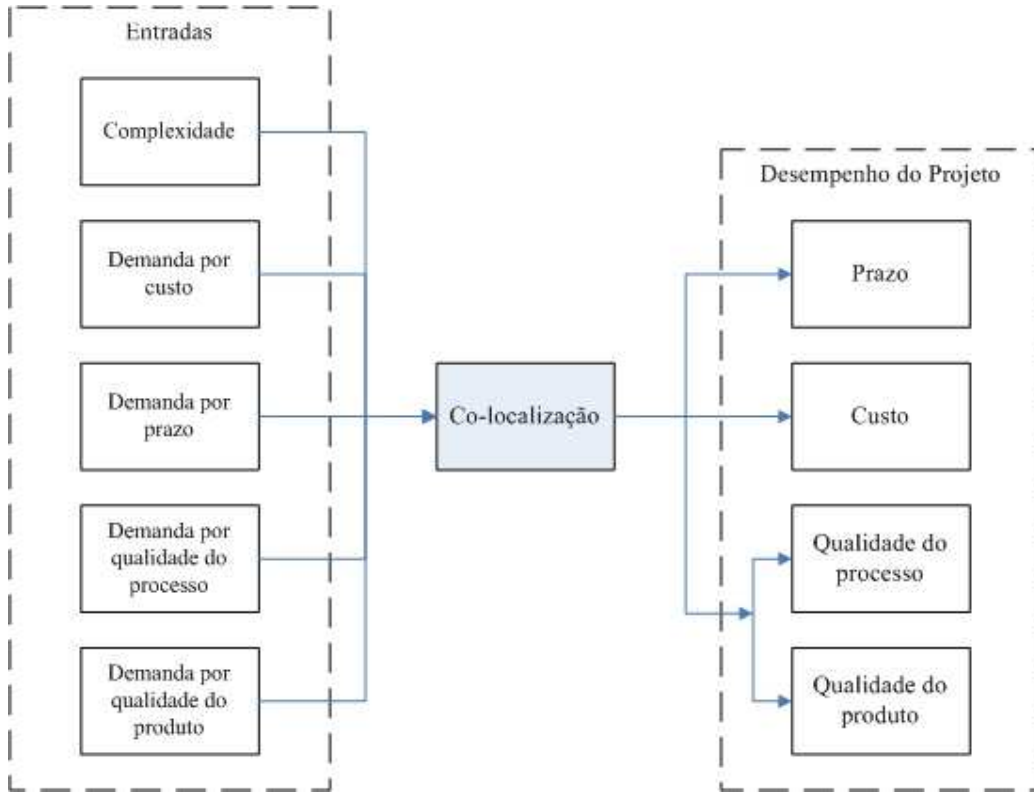 Entradas
Complexidade
Demanda por
custo
Demanda por
prazo
Demanda por
qualidade do
processo
Demanda por
qualidade do
produto
Co-localização
Desempenho do Projeto
Prazo
Custo
Qualidade do
processo
Qualidade do
produto